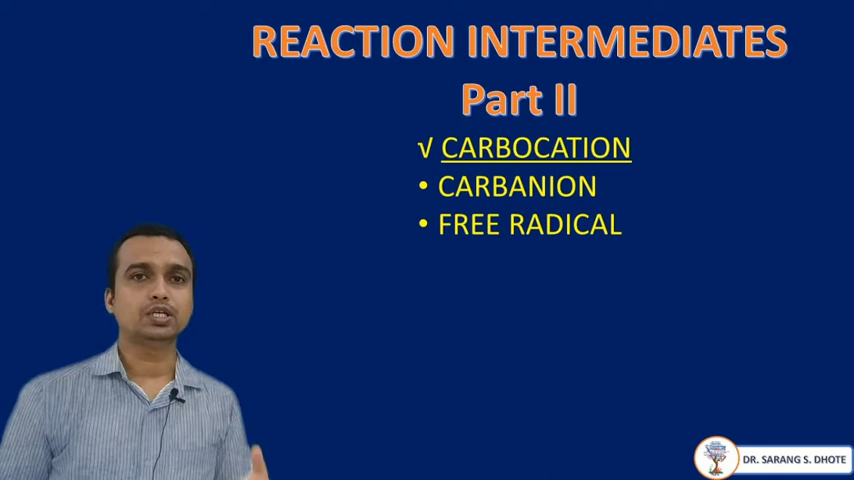 REACTION INTERMEDIATES
Part II
√ CARBOCATION
• CARBANION
• FREE RADICAL
DR. SARANG S. DHOTE